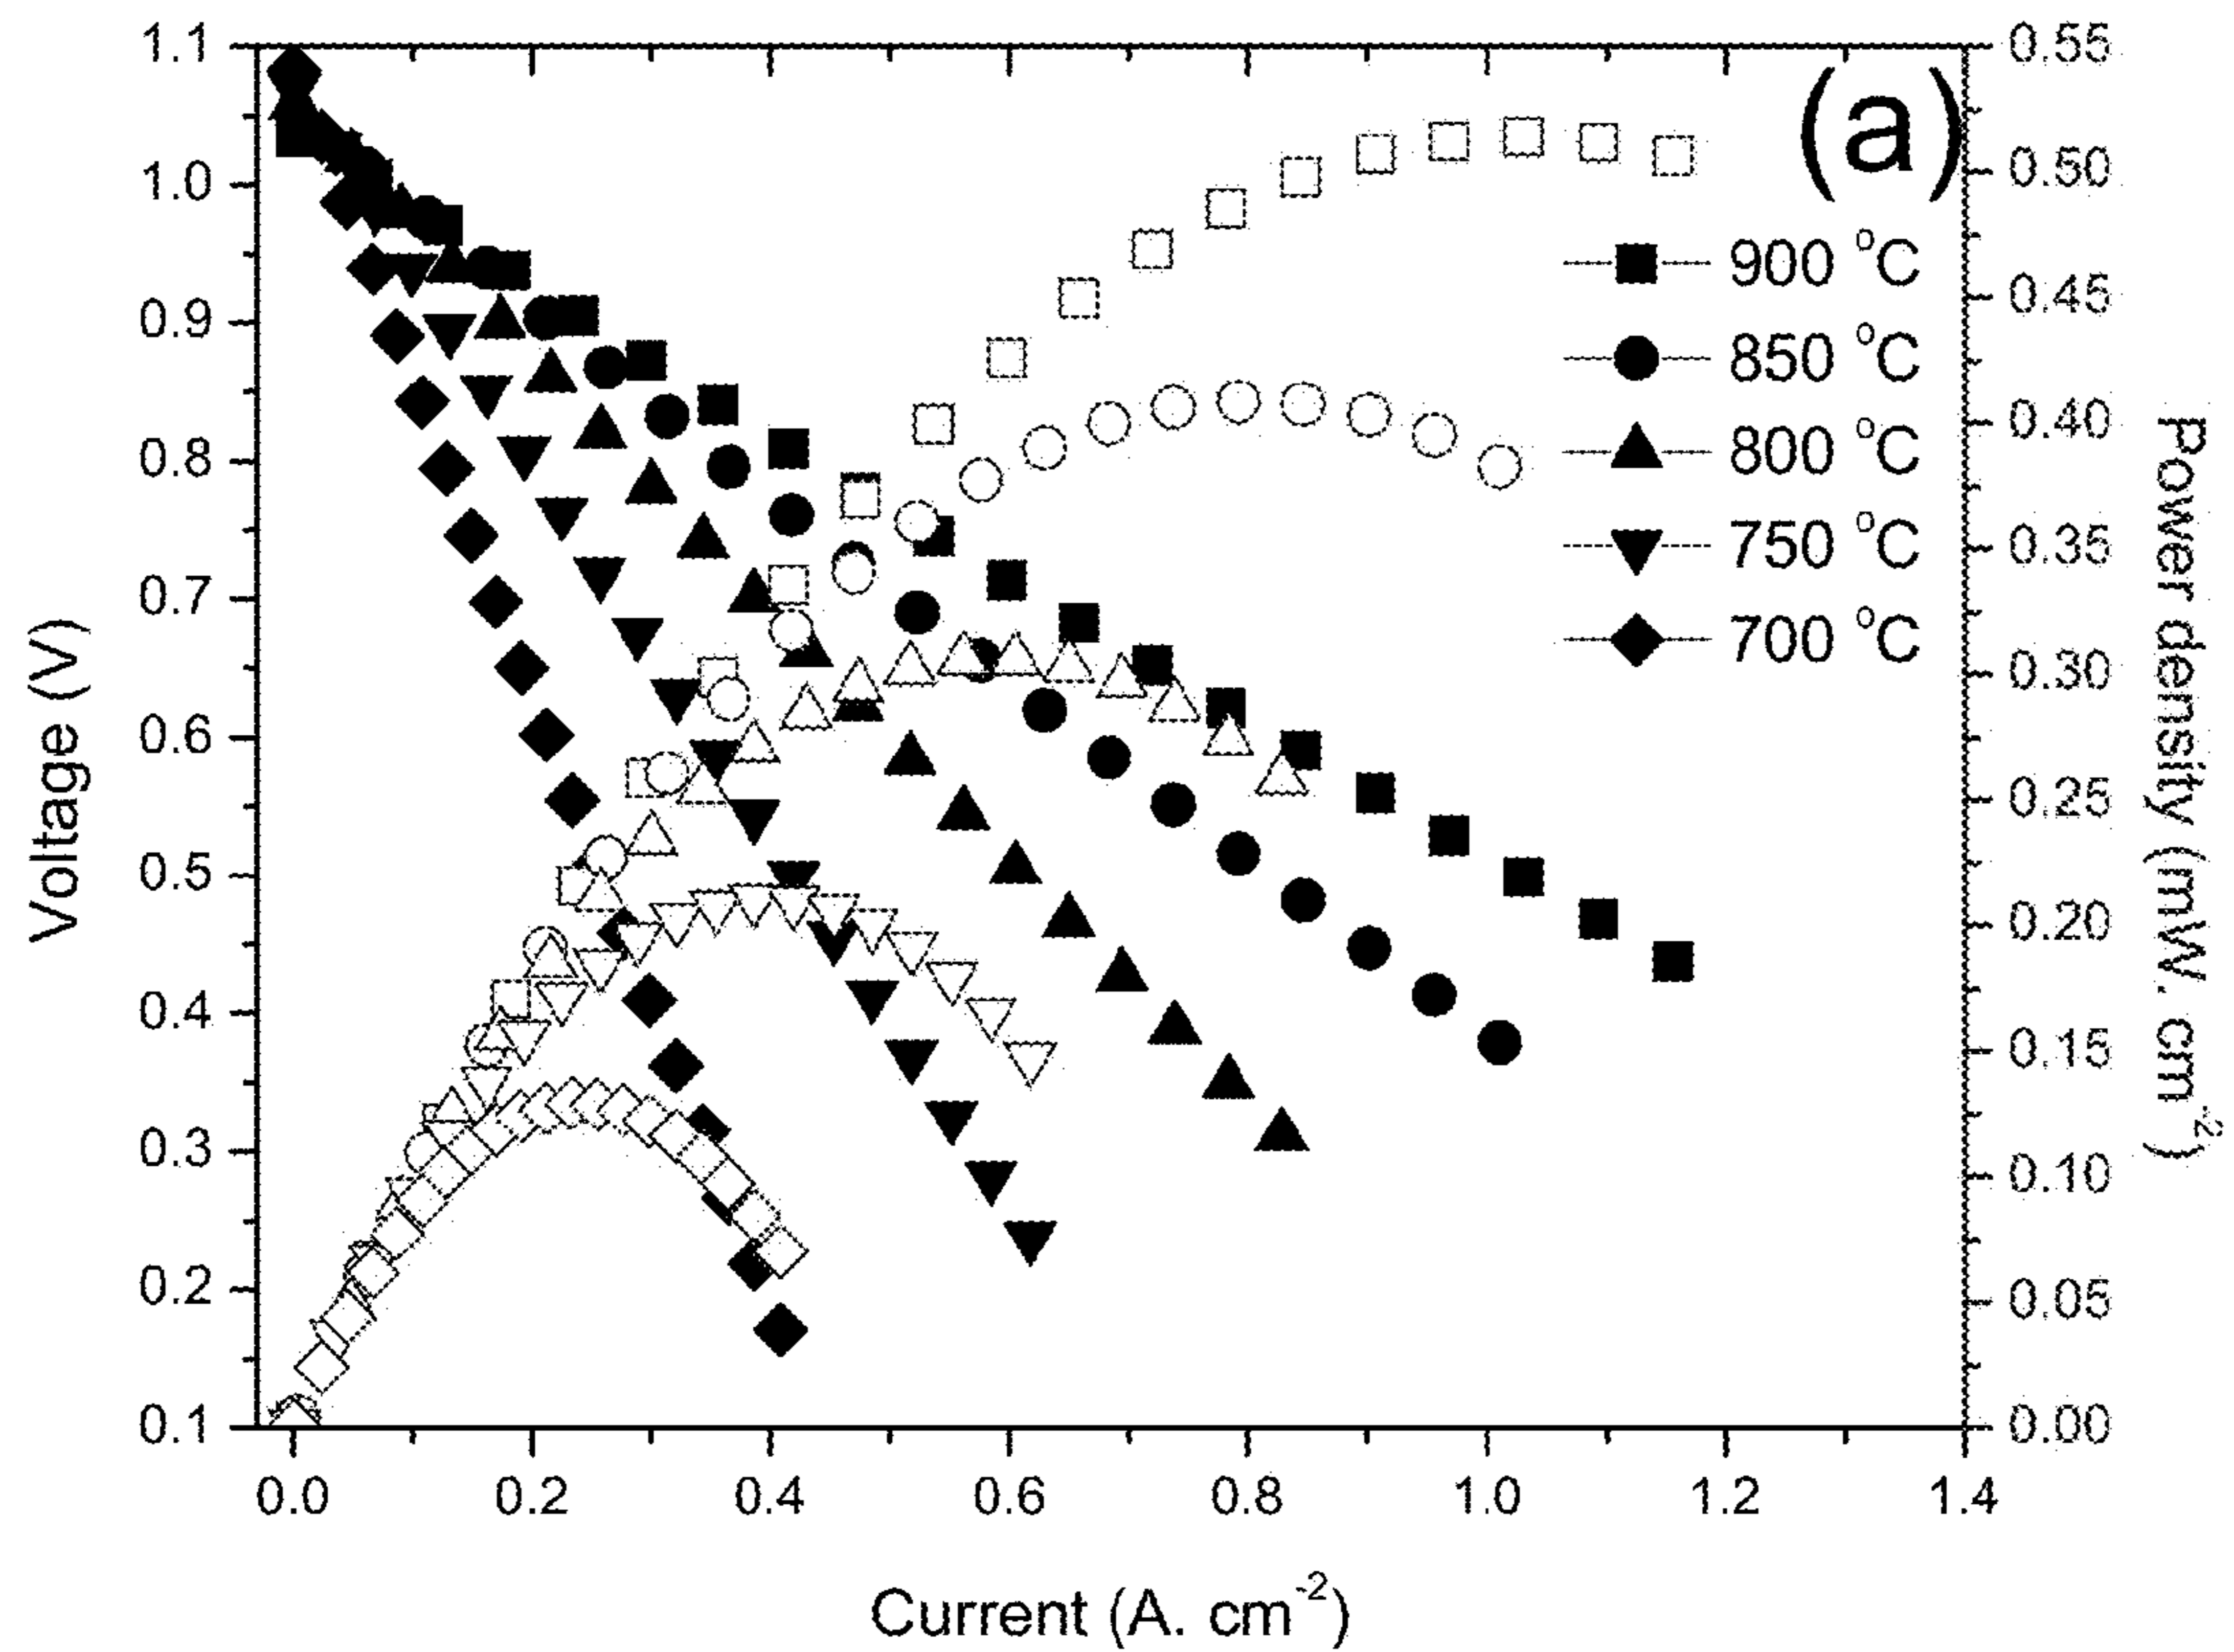 (a)
1.1
1.0
0.9
0.8
0.7
0.6
0.5
0.4
0.3
0.2
0.1
Voltage (V)
0.55
0.50
0.45
0.40
0.35
0.30
0.25
0.20
0.15
0.10
0.05
0.00
Power density (mW. cm⁻²)
900 °C
850 °C
800 °C
750 °C
700 °C
0.0 0.2 0.4 0.6 0.8 1.0 1.2 1.4
Current (A. cm⁻²)